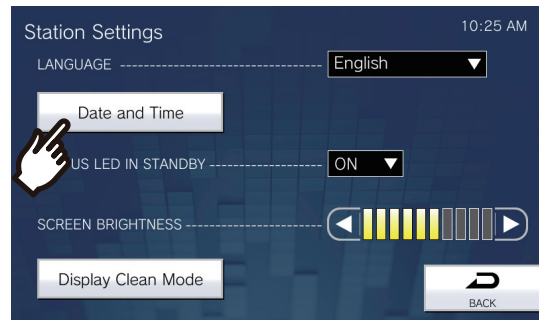 Station Settings
10:25 AM
LANGUAGE
English
Date and Time
US LED IN STANDBY
ON
SCREEN BRIGHTNESS
Display Clean Mode
BACK